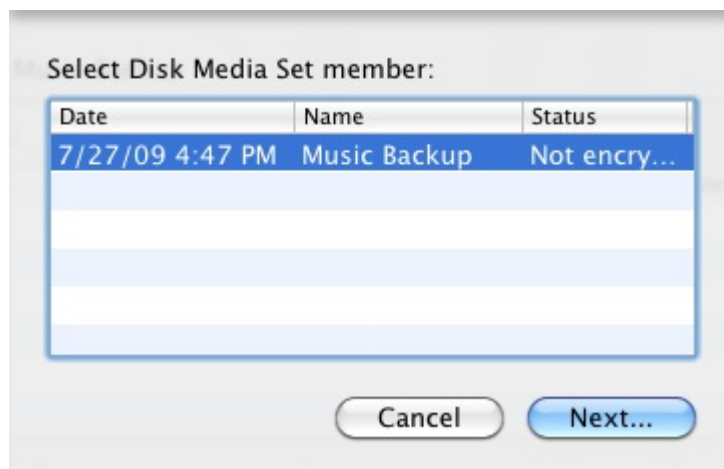 Select Disk Media Set member:
Date Name Status
7/27/09 4:47 PM Music Backup Not encry...
Cancel Next...